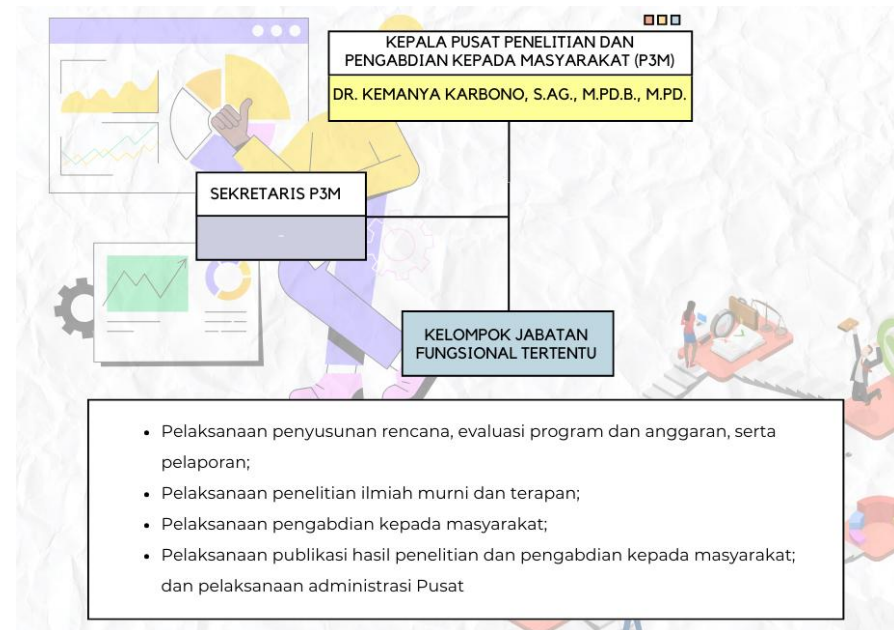 KEPALA PUSAT PENELITIAN DAN
PENGABDIAN KEPADA MASYARAKAT (P3M)
DR. KEMANYA KARBONO, S.AG., M.PD.B., M.PD.
SEKRETARIS P3M
-
KELOMPOK JABATAN
FUNGSIONAL TERTENTU
• Pelaksanaan penyusunan rencana, evaluasi program dan anggaran, serta
pelaporan;
• Pelaksanaan penelitian ilmiah murni dan terapan;
• Pelaksanaan pengabdian kepada masyarakat;
• Pelaksanaan publikasi hasil penelitian dan pengabdian kepada masyarakat;
dan pelaksanaan administrasi Pusat